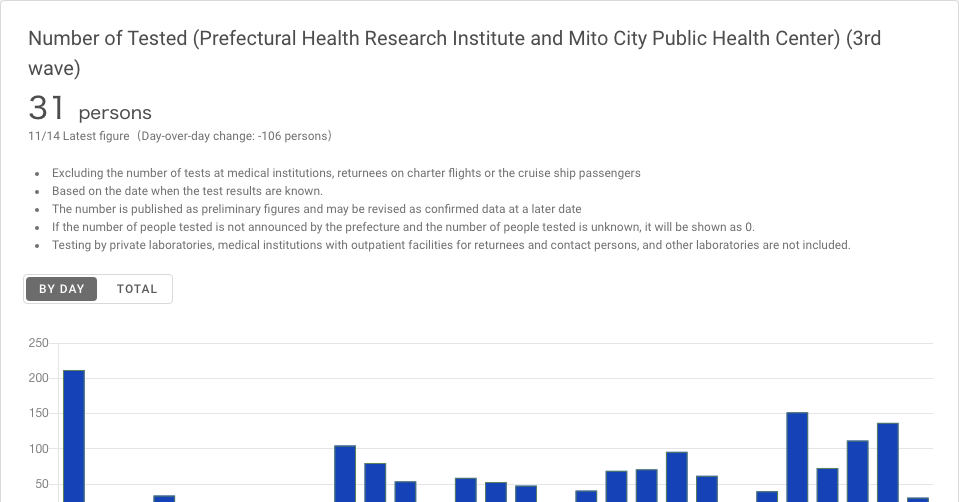 Number of Tested (Prefectural Health Research Institute and Mito City Public Health Center) (3rd
wave)
31 persons
11/14 Latest figure（Day-over-day change: -106 persons）
• Excluding the number of tests at medical institutions, returnees on charter flights or the cruise ship passengers
• Based on the date when the test results are known.
• The number is published as preliminary figures and may be revised as confirmed data at a later date
• If the number of people tested is not announced by the prefecture and the number of people tested is unknown, it will be shown as 0.
• Testing by private laboratories, medical institutions with outpatient facilities for returnees and contact persons, and other laboratories are not included.
BY DAY TOTAL
250
200
150
100
50